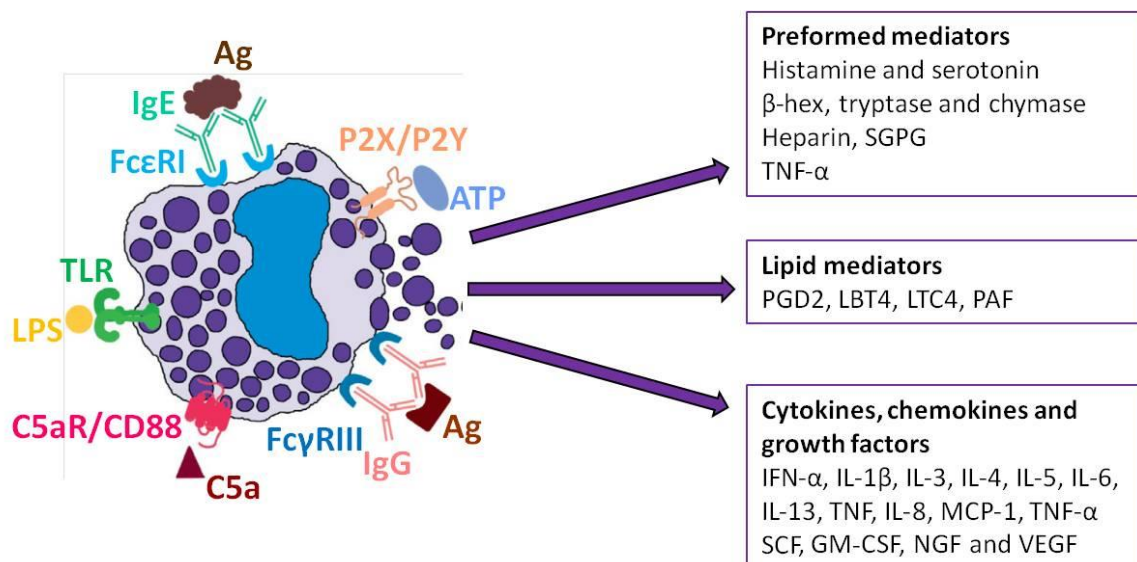 Ag
IgE
FcεRI
P2X/P2Y
ATP
TLR
LPS
C5aR/CD88
C5a
FcγRIII
IgG
Ag
Preformed mediators
Histamine and serotonin
β-hex, tryptase and chymase
Heparin, SGPG
TNF-α
Lipid mediators
PGD2, LBT4, LTC4, PAF
Cytokines, chemokines and
growth factors
IFN-α, IL-1β, IL-3, IL-4, IL-5, IL-6,
IL-13, TNF, IL-8, MCP-1, TNF-α
SCF, GM-CSF, NGF and VEGF